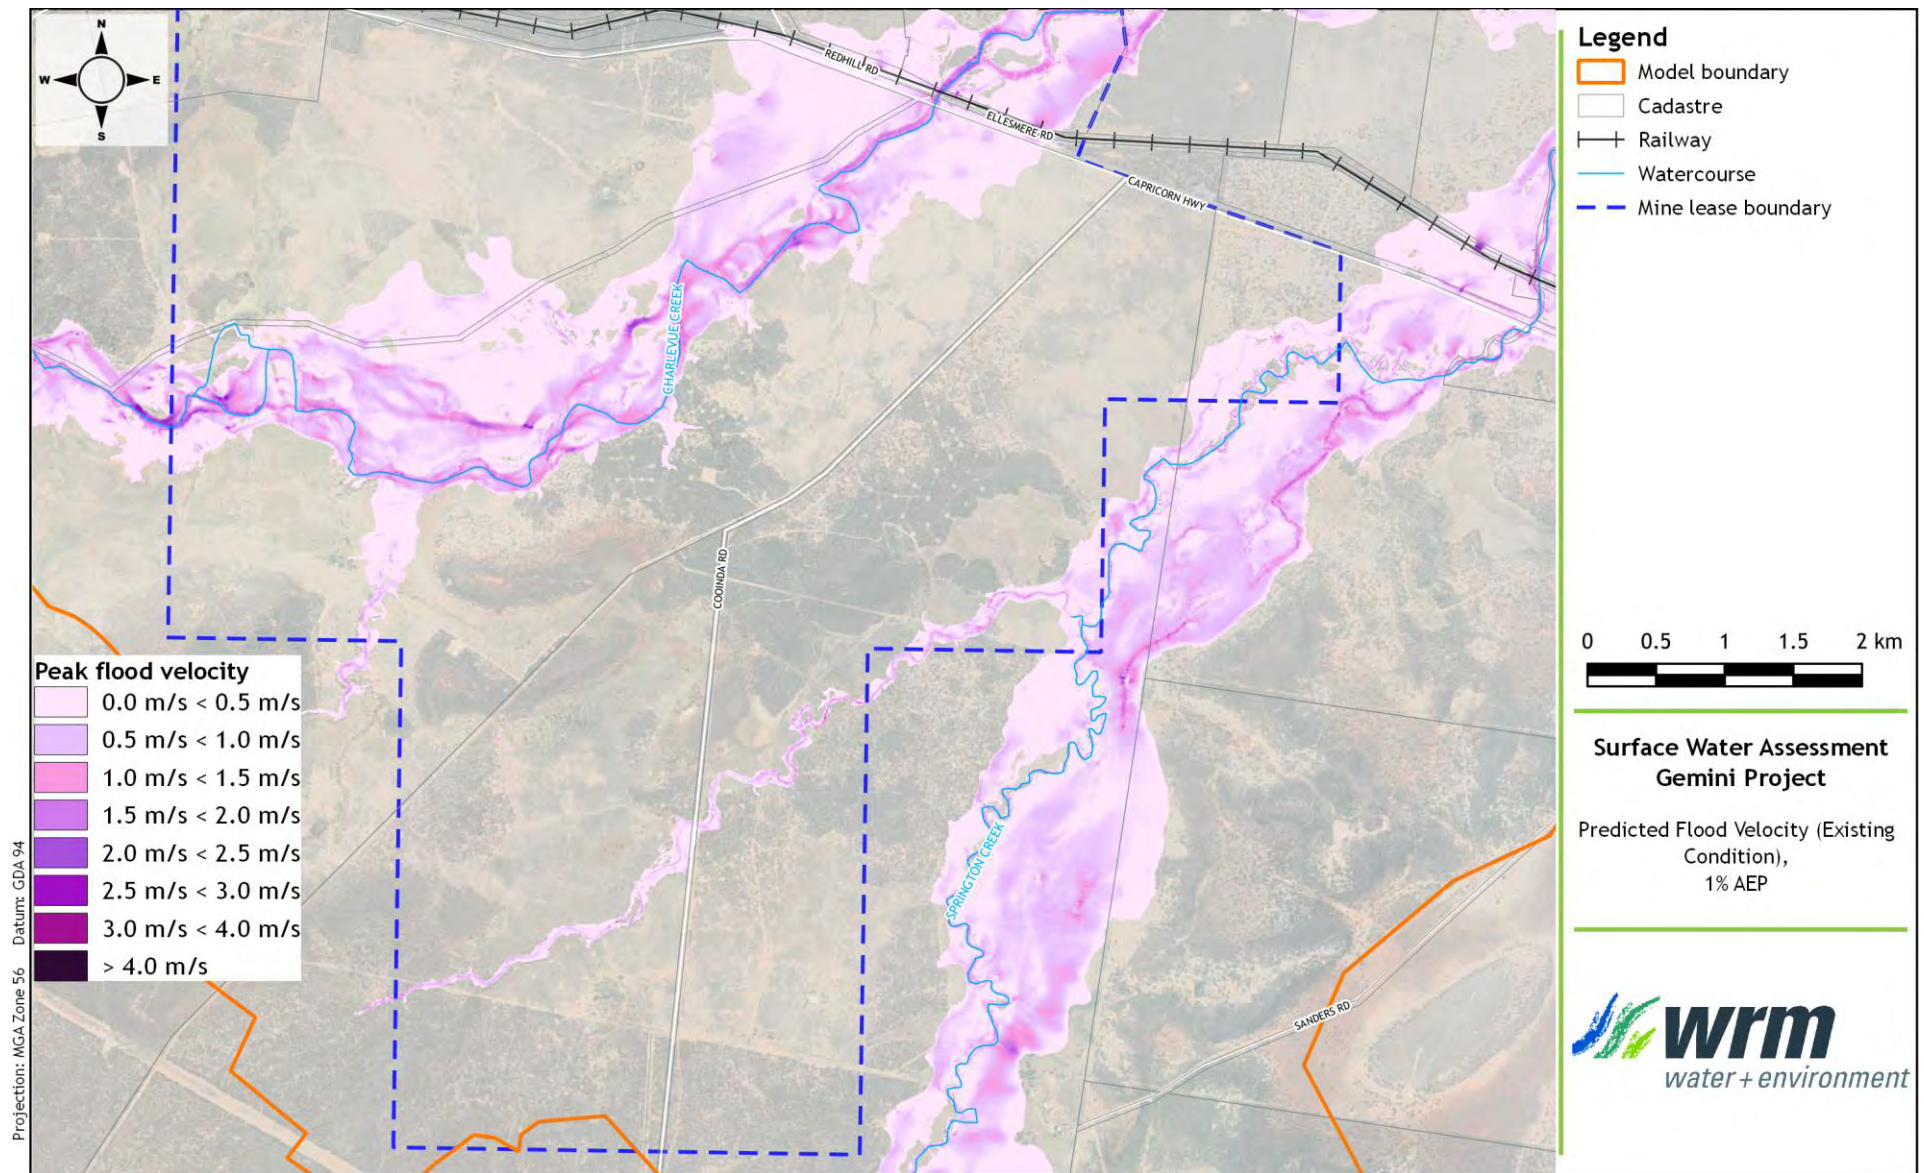 N
W E
S
REDHILL RD
ELLESMERE RD
CAPRICORN HWY
CHARLEVUE CREEK
COOINDA RD
SPRINGTON CREEK
SANDERS RD
Peak flood velocity
0.0 m/s < 0.5 m/s
0.5 m/s < 1.0 m/s
1.0 m/s < 1.5 m/s
1.5 m/s < 2.0 m/s
2.0 m/s < 2.5 m/s
2.5 m/s < 3.0 m/s
3.0 m/s < 4.0 m/s
> 4.0 m/s
Projection: MGA Zone 56 Datum: GDA 94
Legend
Model boundary
Cadastre
Railway
Watercourse
Mine lease boundary
0 0.5 1 1.5 2 km
Surface Water Assessment
Gemini Project
Predicted Flood Velocity (Existing
Condition),
1% AEP
wrm
water + environment